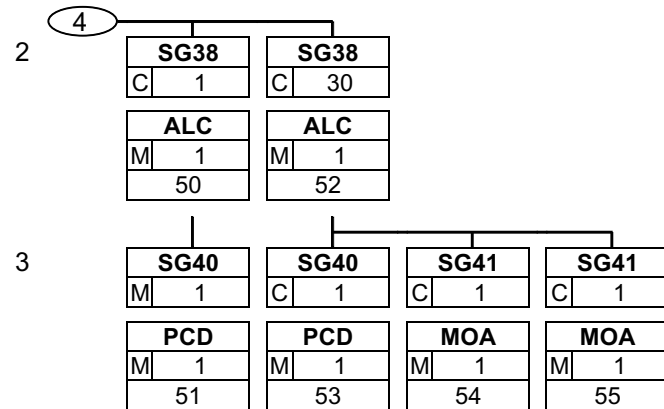 4
2
SG38 SG38
C 1 C 30
ALC ALC
M 1 M 1
50 52
3
SG40 SG40 SG41 SG41
M 1 C 1 C 1 C 1
PCD PCD MOA MOA
M 1 M 1 M 1 M 1
51 53 54 55